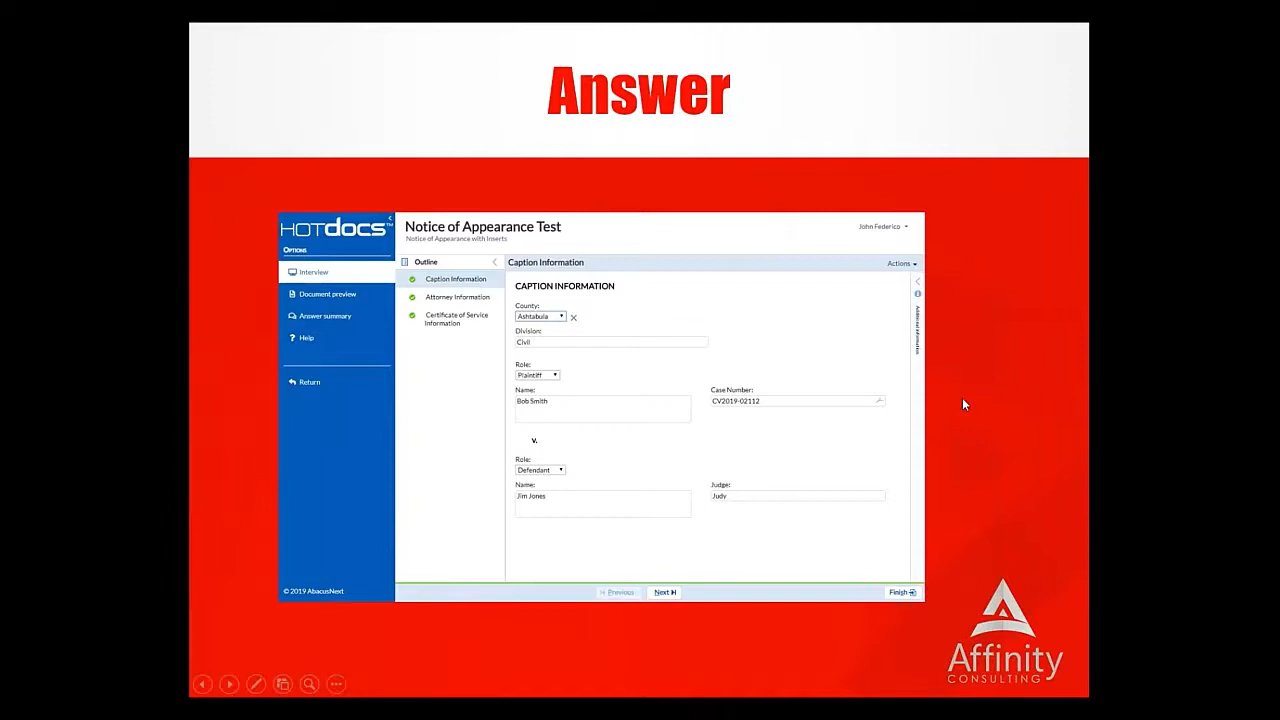 Answer
HOTDOCS™
OPTIONS
Interview
Document preview
Answer summary
? Help
Return
© 2019 AbacusNext
Notice of Appearance Test
Notice of Appearance with Inserts
John Federico
Outline
Caption Information
Attorney Information
Certificate of Service
Information
Caption Information
Actions
CAPTION INFORMATION
County:
Ashtabula
Division:
Civil
Role:
Plaintiff
Name:
Bob Smith
Case Number:
CV2019-02112
v.
Role:
Defendant
Name:
Jim Jones
Judge:
Judy
Additional Information
Previous
Next
Finish
Affinity
CONSULTING